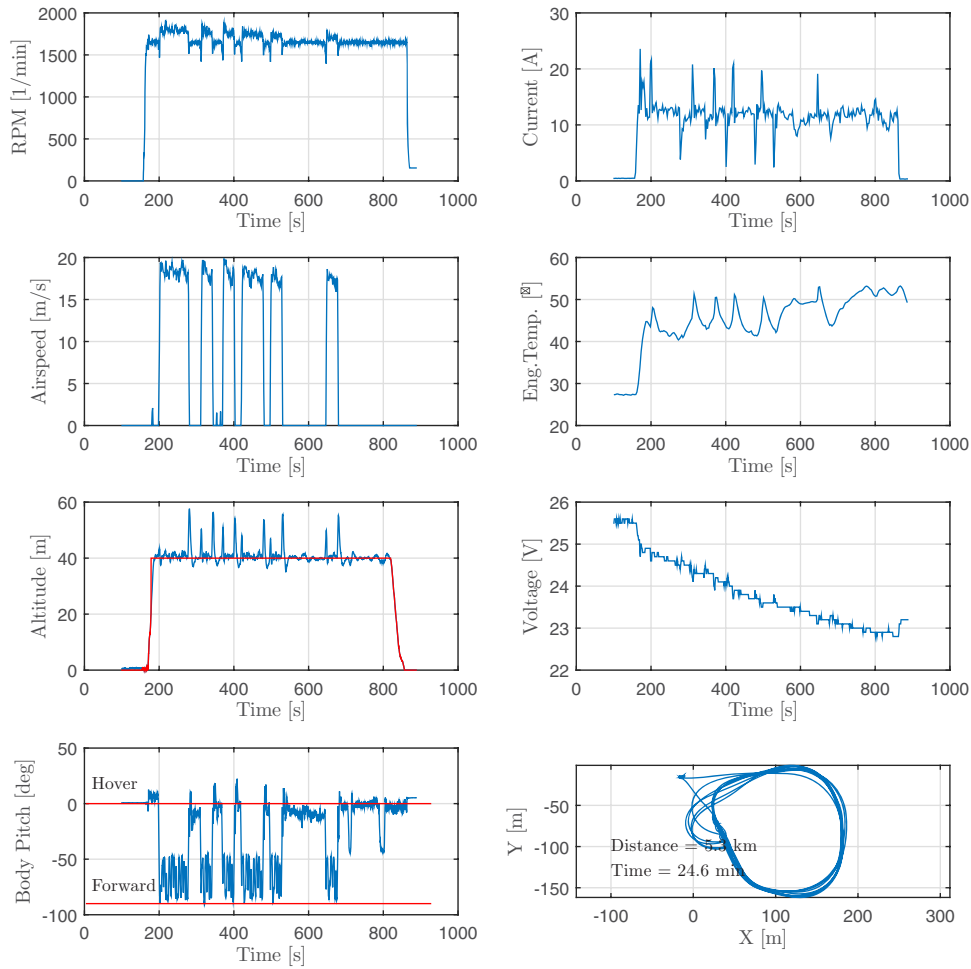 2000
1500
1000
500
0
RPM [1/min]
0 200 400 600 800 1000
Time [s]
30
20
10
0
Current [A]
0 200 400 600 800 1000
Time [s]
20
15
10
5
0
Airspeed [m/s]
0 200 400 600 800 1000
Time [s]
60
50
40
30
20
Eng.Temp. [
0 200 400 600 800 1000
Time [s]
60
40
20
0
Altitude [m]
0 200 400 600 800 1000
Time [s]
26
25
24
23
22
Voltage [V]
0 200 400 600 800 1000
Time [s]
50
0
-50
-100
Body Pitch [deg]
Hover
Forward
0 200 400 600 800 1000
Time [s]
-50
-100
-150
Y [m]
Distance = km
Time = 24.6 min
-100 0 100 200 300
X [m]